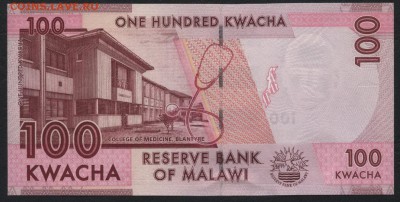 COINS.LAVE.RU
100
ONE HUNDRED KWACHA
100
KWACHA
COLLEGE OF MEDICINE, BLANTYRE
100
KWACHA
RESERVE BANK
OF MALAWI
100
KWACHA